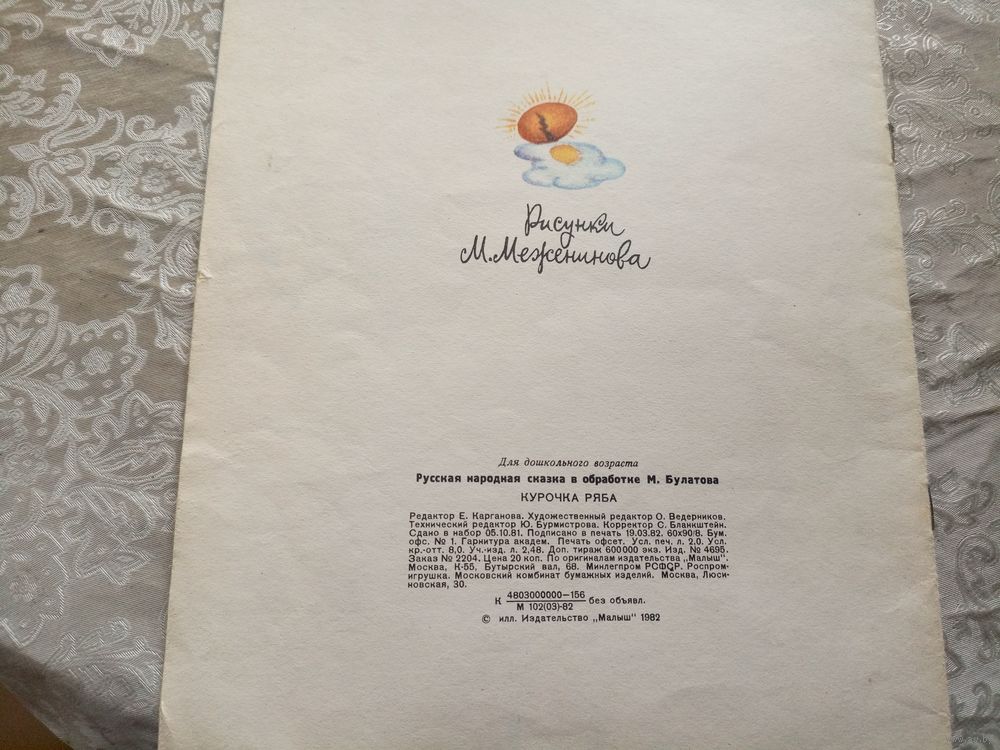 Рисунки
М. Меженинова
Для дошкольного возраста
Русская народная сказка в обработке М. Булатова
КУРОЧКА РЯБА
Редактор Е. Карганова. Художественный редактор О. Ведерников.
Технический редактор Ю. Бурмистрова. Корректор С. Бланкштейн.
Сдано в набор 05.10.81. Подписано в печать 19.03.82. 60х90/8. Бум.
офс. № 1. Гарнитура академ. Печать офсет. Усл. печ. л. 2,0. Усл.
кр.-отт. 8,0. Уч.-изд. л. 2,48. Доп. тираж 600 000 экз. Изд. № 4695.
Заказ № 2204. Цена 20 коп. По оригиналам издательства „Малыш".
Москва, К-55, Бутырский вал, 68. Минлегпром РСФСР. Роспром-
игрушка. Московский комбинат бумажных изделий. Москва, Люси-
новская, 30.
4803000000—156
К без объявл.
М 102(03)-82
© илл. Издательство „Малыш" 1982